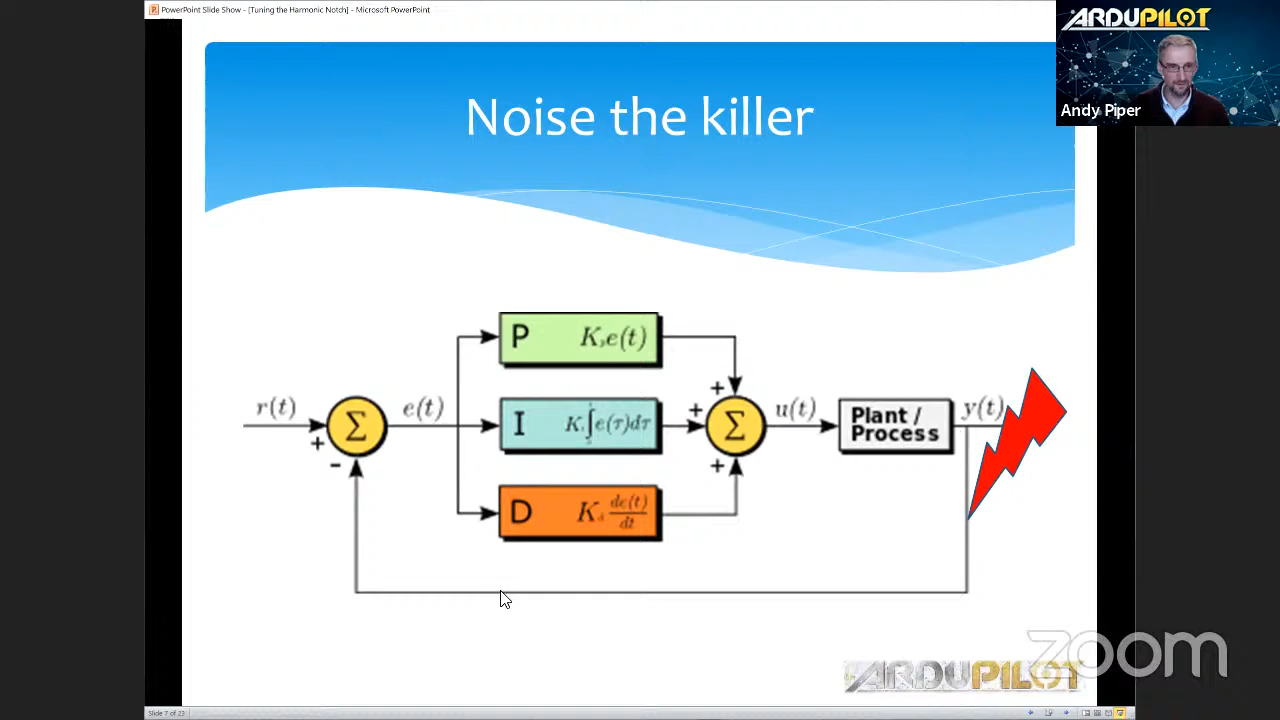 PowerPoint Slide Show - [Tuning the Harmonic Notch] - Microsoft PowerPoint
ARDUPILOT
Andy Piper
Noise the killer
P K_p e(t)
r(t) Σ e(t) I K_i ∫ e(τ)dτ Σ u(t) Plant / Process y(t)
+ - + + +
D K_d de(t)/dt
zoom
ARDUPILOT
Slide 7 of 23